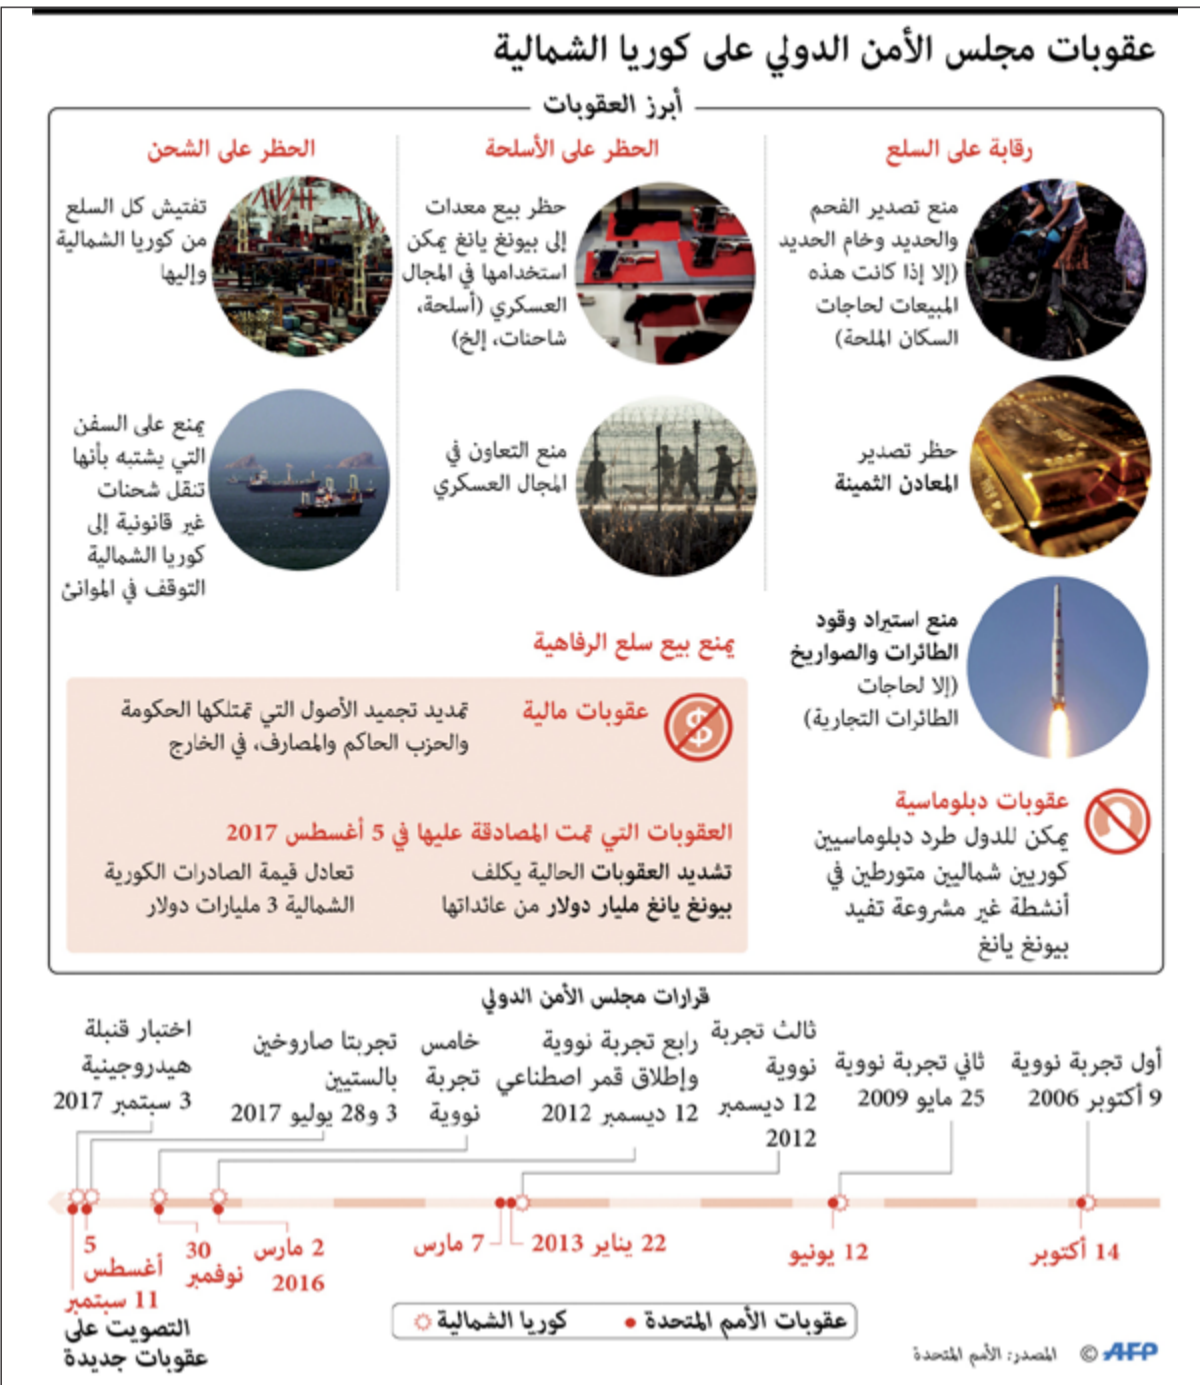 عقوبات مجلس الأمن الدولي على كوريا الشمالية
أبرز العقوبات
رقابة على السلع
منع تصدير الفحم
والحديد وخام الحديد
(إلا إذا كانت هذه
المبيعات لحاجات
السكان الملحة)
حظر تصدير
المعادن الثمينة
منع استيراد وقود
الطائرات والصواريخ
(إلا لحاجات
الطائرات التجارية)
عقوبات دبلوماسية
يمكن للدول طرد دبلوماسيين
كوريين شماليين متورطين في
أنشطة غير مشروعة تفيد
بيونغ يانغ
الحظر على الأسلحة
حظر بيع معدات
إلى بيونغ يانغ يمكن
استخدامها في المجال
العسكري (أسلحة،
شاحنات، إلخ)
منع التعاون في
المجال العسكري
الحظر على الشحن
تفتيش كل السلع
من كوريا الشمالية
وإليها
يمنع على السفن
التي يشتبه بأنها
تنقل شحنات
غير قانونية إلى
كوريا الشمالية
التوقف في الموانئ
يمنع بيع سلع الرفاهية
عقوبات مالية
تمديد تجميد الأصول التي تمتلكها الحكومة
والحزب الحاكم والمصارف، في الخارج
العقوبات التي تمت المصادقة عليها في 5 أغسطس 2017
تشديد العقوبات الحالية يكلف
بيونغ يانغ مليار دولار من عائداتها
تعادل قيمة الصادرات الكورية
الشمالية 3 مليارات دولار
قرارات مجلس الأمن الدولي
أول تجربة نووية
9 أكتوبر 2006
ثاني تجربة نووية
25 مايو 2009
ثالث تجربة
نووية
12 ديسمبر
2012
رابع تجربة نووية
وإطلاق قمر اصطناعي
12 ديسمبر 2012
خامس
تجربة
نووية
تجربتا صاروخين
بالستيين
3 و28 يوليو 2017
اختبار قنبلة
هيدروجينية
3 سبتمبر 2017
14 أكتوبر
12 يونيو
22 يناير 2013
7 مارس
2 مارس
2016
30
نوفمبر
5
أغسطس
11 سبتمبر
التصويت على
عقوبات جديدة
عقوبات الأمم المتحدة
كوريا الشمالية
المصدر: الأمم المتحدة
© AFP